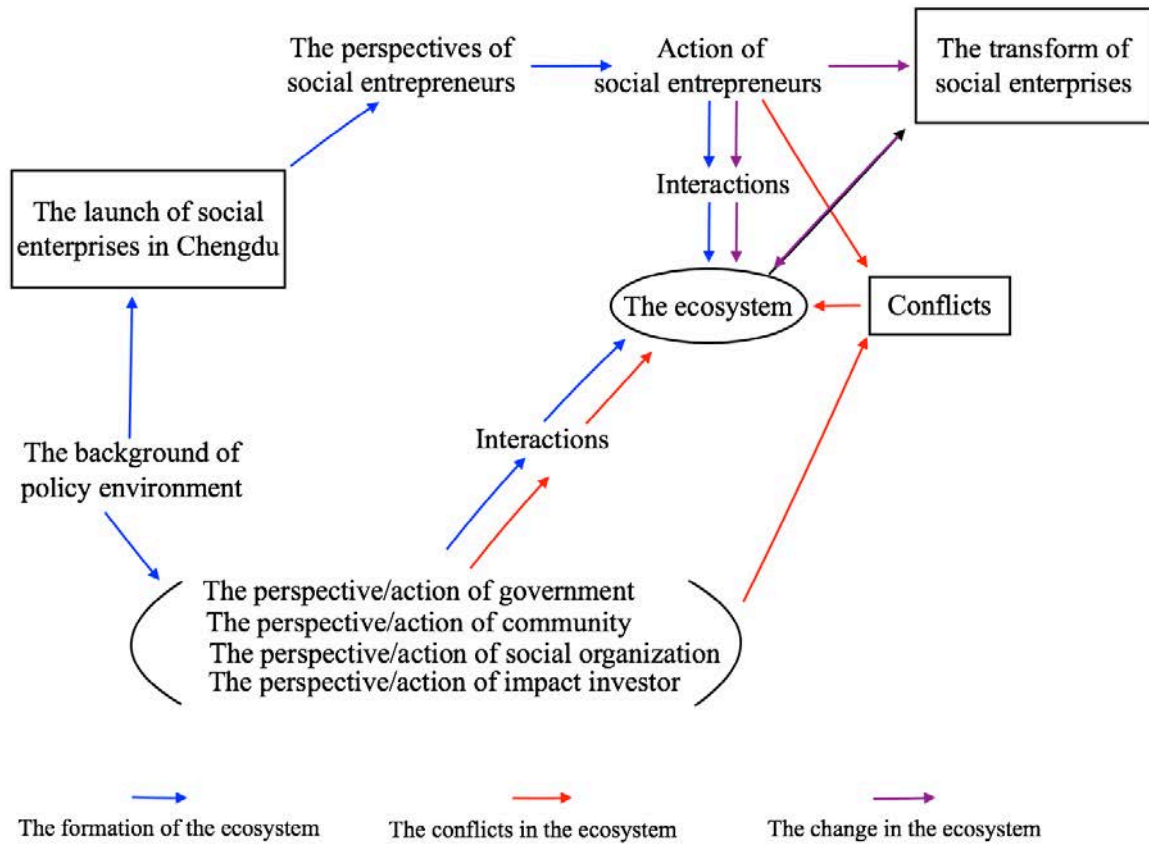 The perspectives of
social entrepreneurs
Action of
social entrepreneurs
The transform of
social enterprises
Interactions
The launch of social
enterprises in Chengdu
The ecosystem
Conflicts
Interactions
The background of
policy environment
The perspective/action of government
The perspective/action of community
The perspective/action of social organization
The perspective/action of impact investor
The formation of the ecosystem
The conflicts in the ecosystem
The change in the ecosystem